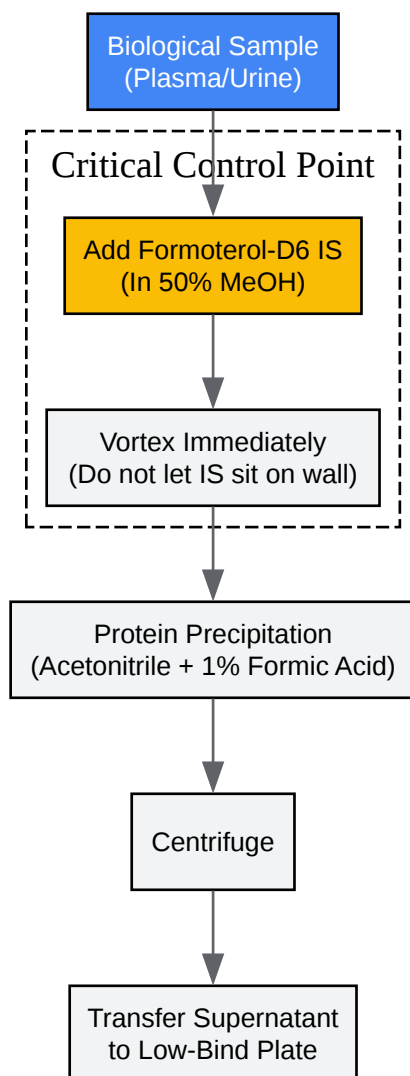 Biological Sample
(Plasma/Urine)
Critical Control Point
Add Formoterol-D6 IS
(In 50% MeOH)
Vortex Immediately
(Do not let IS sit on wall)
Protein Precipitation
(Acetonitrile + 1% Formic Acid)
Centrifuge
Transfer Supernatant
to Low-Bind Plate